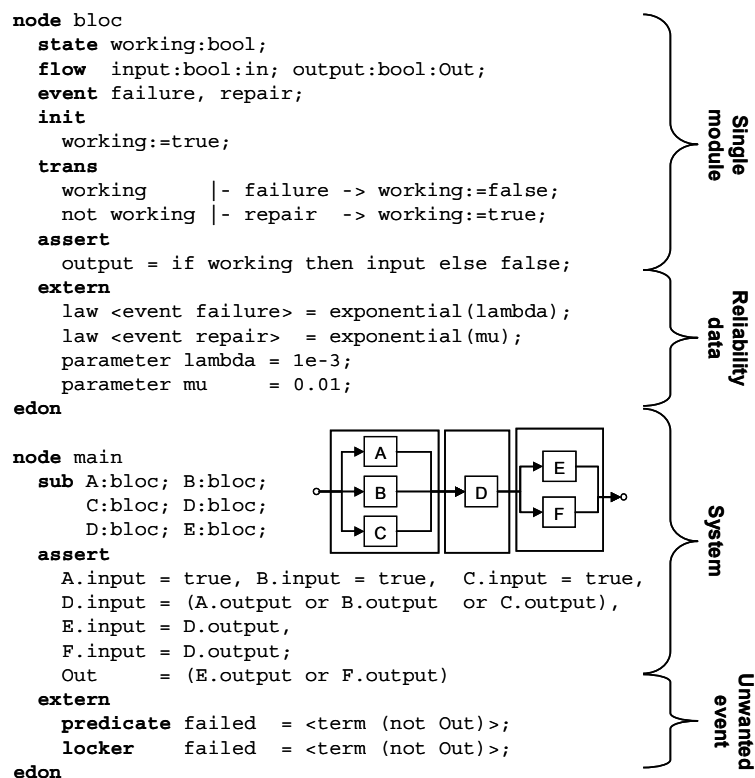 node bloc
state working:bool;
flow input:bool:in; output:bool:Out;
event failure, repair;
init
working:=true;
trans
working |- failure -> working:=false;
not working |- repair -> working:=true;
assert
output = if working then input else false;
Single module
extern
law <event failure> = exponential(lambda);
law <event repair> = exponential(mu);
parameter lambda = 1e-3;
parameter mu = 0.01;
edon
Reliability data
node main
sub A:bloc; B:bloc;
C:bloc; D:bloc;
D:bloc; E:bloc;
A
B
C
D
E
F
assert
A.input = true, B.input = true, C.input = true,
D.input = (A.output or B.output or C.output),
E.input = D.output,
F.input = D.output;
Out = (E.output or F.output)
System
extern
predicate failed = <term (not Out)>;
locker failed = <term (not Out)>;
edon
Unwanted event